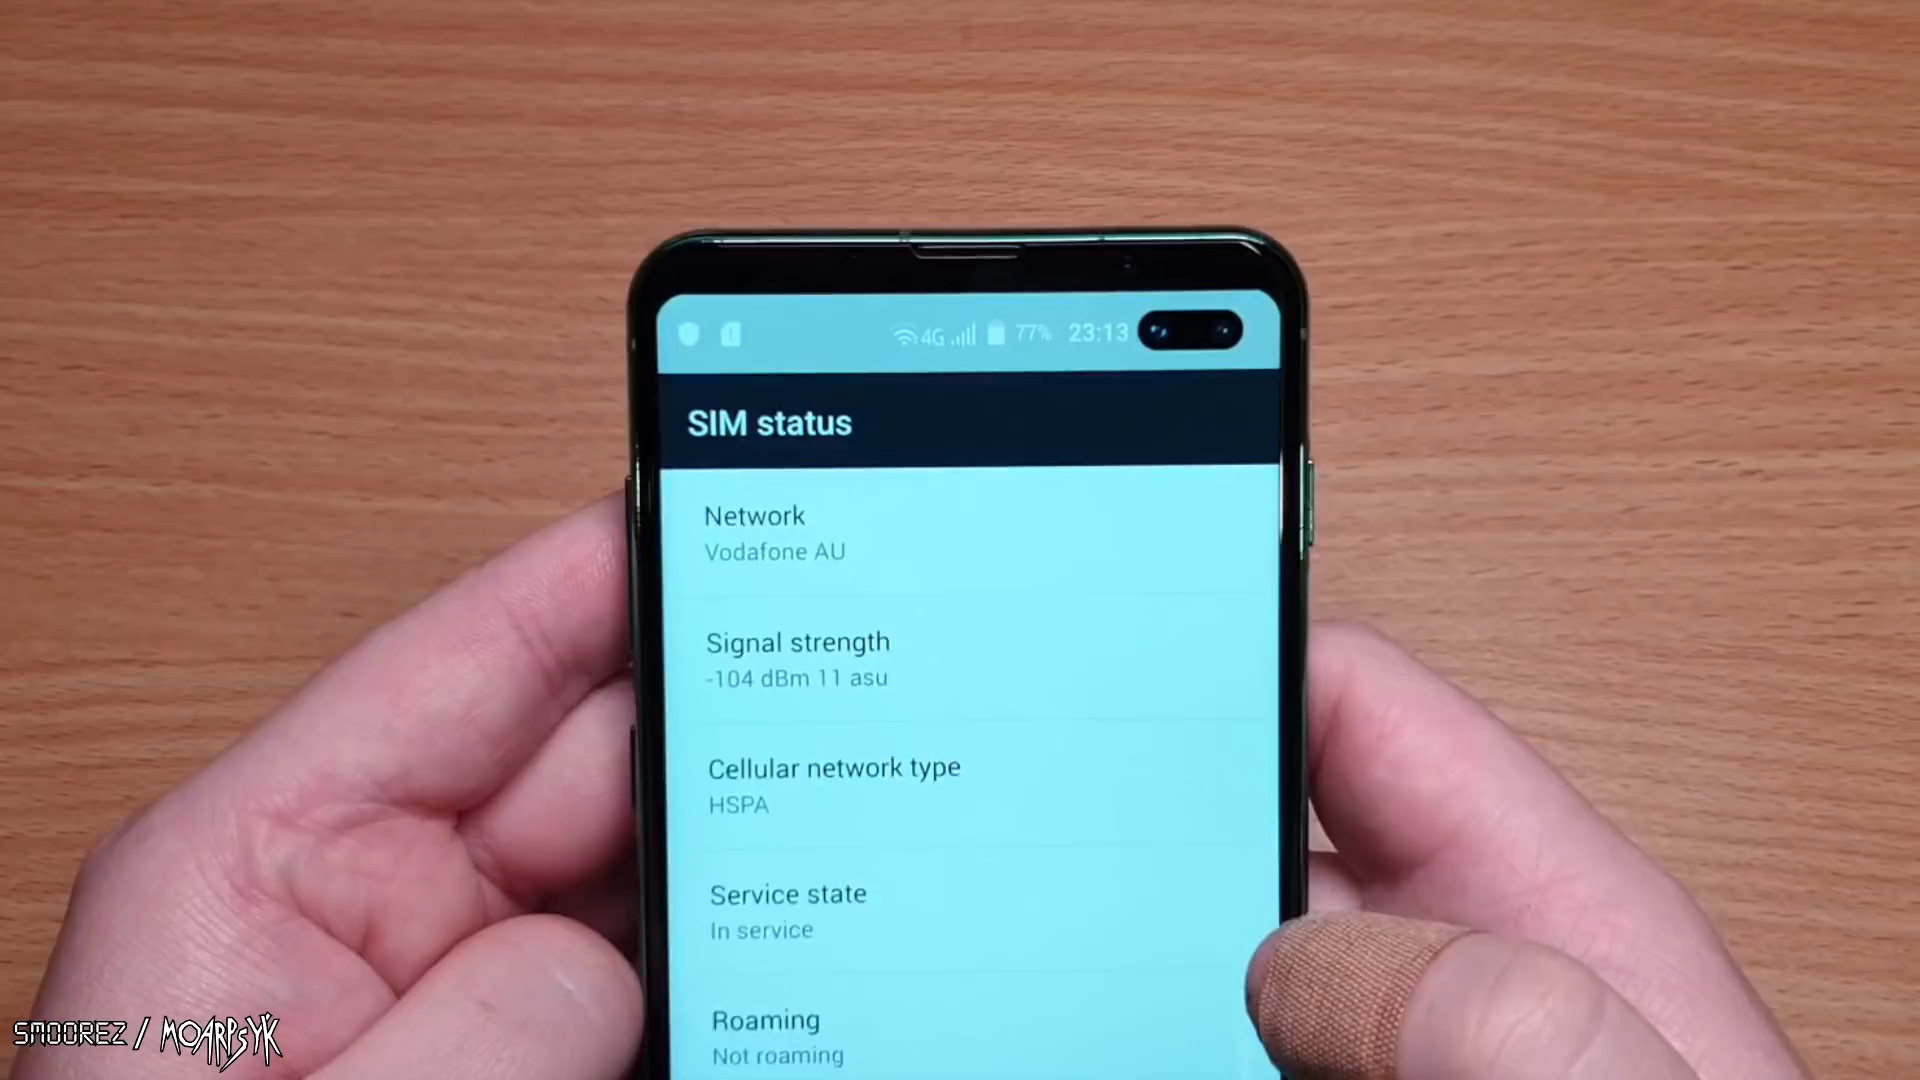 4G 77% 23:13
SIM status
Network
Vodafone AU
Signal strength
-104 dBm 11 asu
Cellular network type
HSPA
Service state
In service
Roaming
Not roaming
SMOOREZ / MOARPSYK